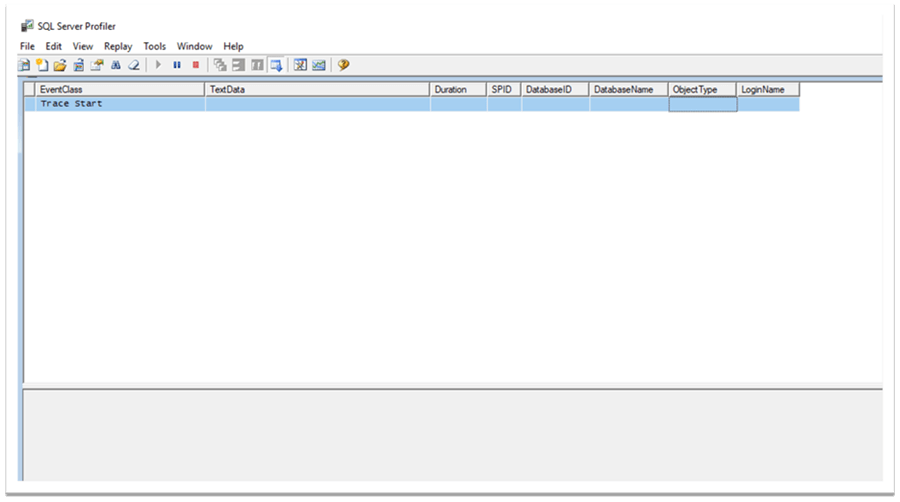 SQL Server Profiler
File Edit View Replay Tools Window Help
EventClass TextData Duration SPID DatabaseID DatabaseName ObjectType LoginName
Trace Start